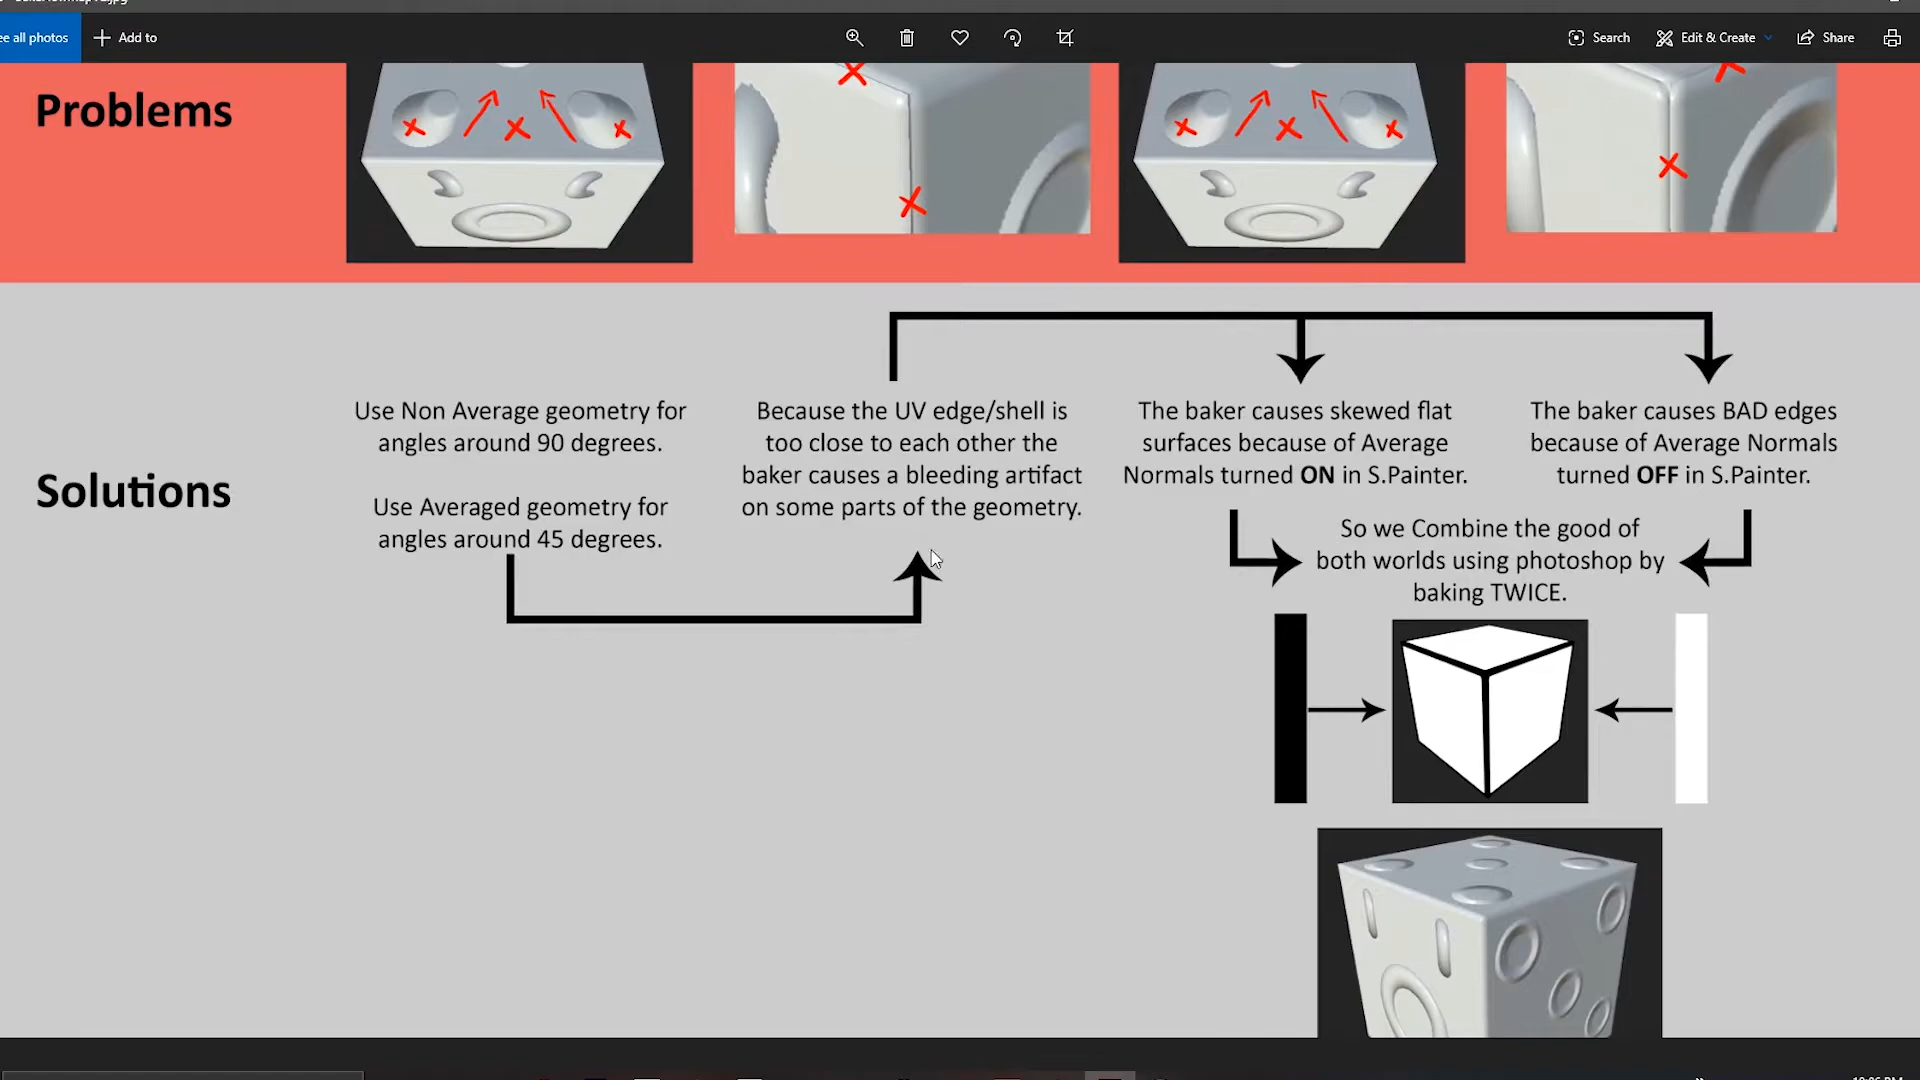 ee all photos
Add to
Search
Edit & Create
Share
Problems
Solutions
Use Non Average geometry for
angles around 90 degrees.
Use Averaged geometry for
angles around 45 degrees.
Because the UV edge/shell is
too close to each other the
baker causes a bleeding artifact
on some parts of the geometry.
The baker causes skewed flat
surfaces because of Average
Normals turned ON in S.Painter.
The baker causes BAD edges
because of Average Normals
turned OFF in S.Painter.
So we Combine the good of
both worlds using photoshop by
baking TWICE.